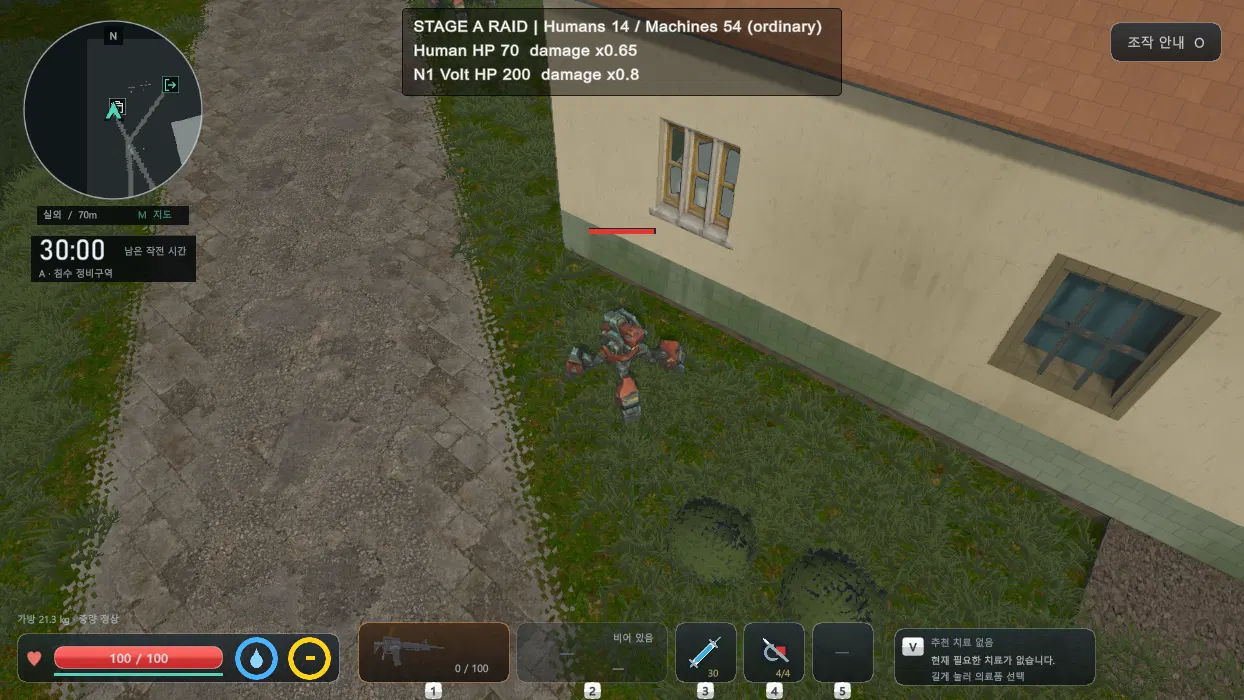 N
STAGE A RAID | Humans 14 / Machines 54 (ordinary)
Human HP 70 damage x0.65
N1 Volt HP 200 damage x0.8
조작 안내 O
실외 / 70m M 지도
30:00 남은 작전 시간
A · 침수 정비구역
가방 21.3 kg · 중량 정상
100 / 100
0 / 100
비어 있음
30
4/4
V
추천 치료 없음
현재 필요한 치료가 없습니다.
길게 눌러 의료품 선택
1 2 3 4 5